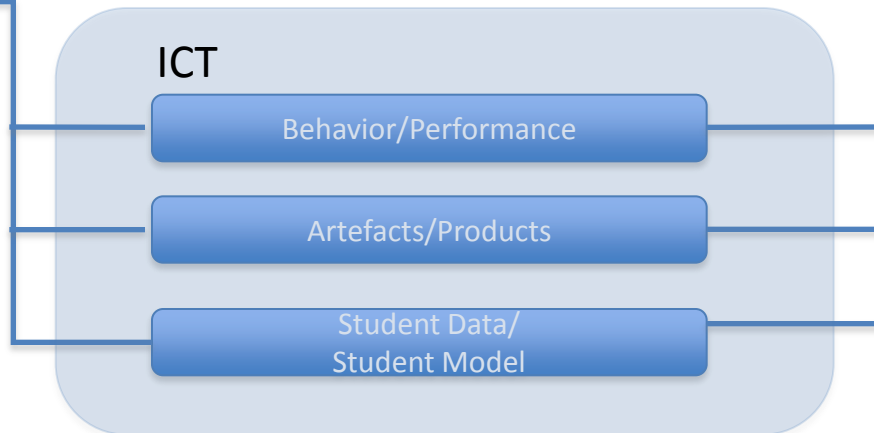 ICT
Behavior/Performance
Artefacts/Products
Student Data/
Student Model